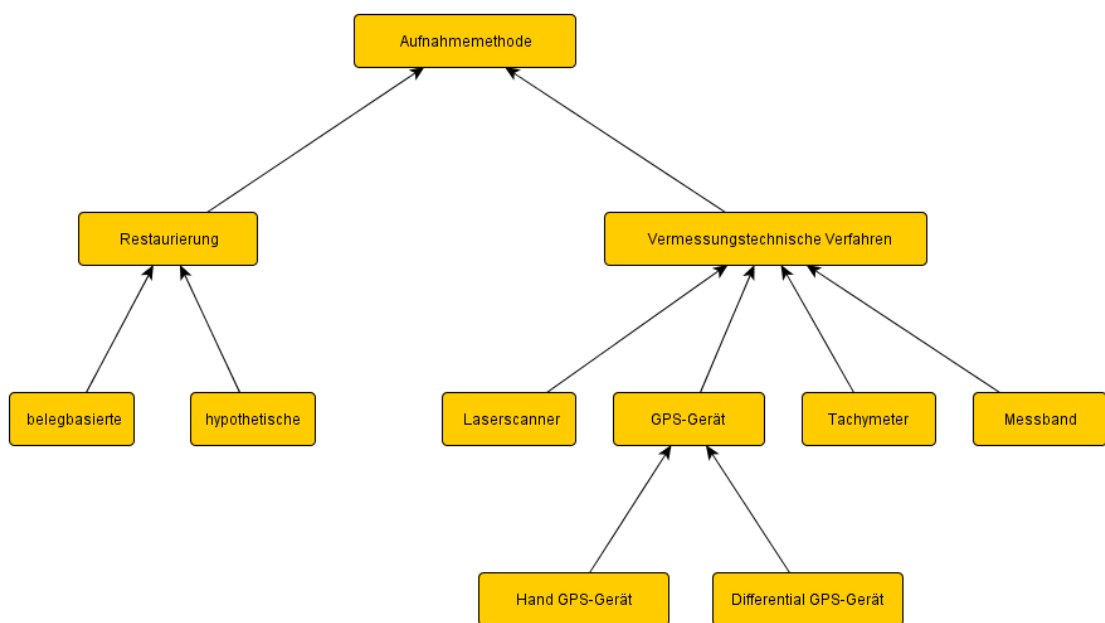 Aufnahmemethode
Restaurierung
Vermessungstechnische Verfahren
belegbasierte
hypothetische
Laserscanner
GPS-Gerät
Tachymeter
Messband
Hand GPS-Gerät
Differential GPS-Gerät